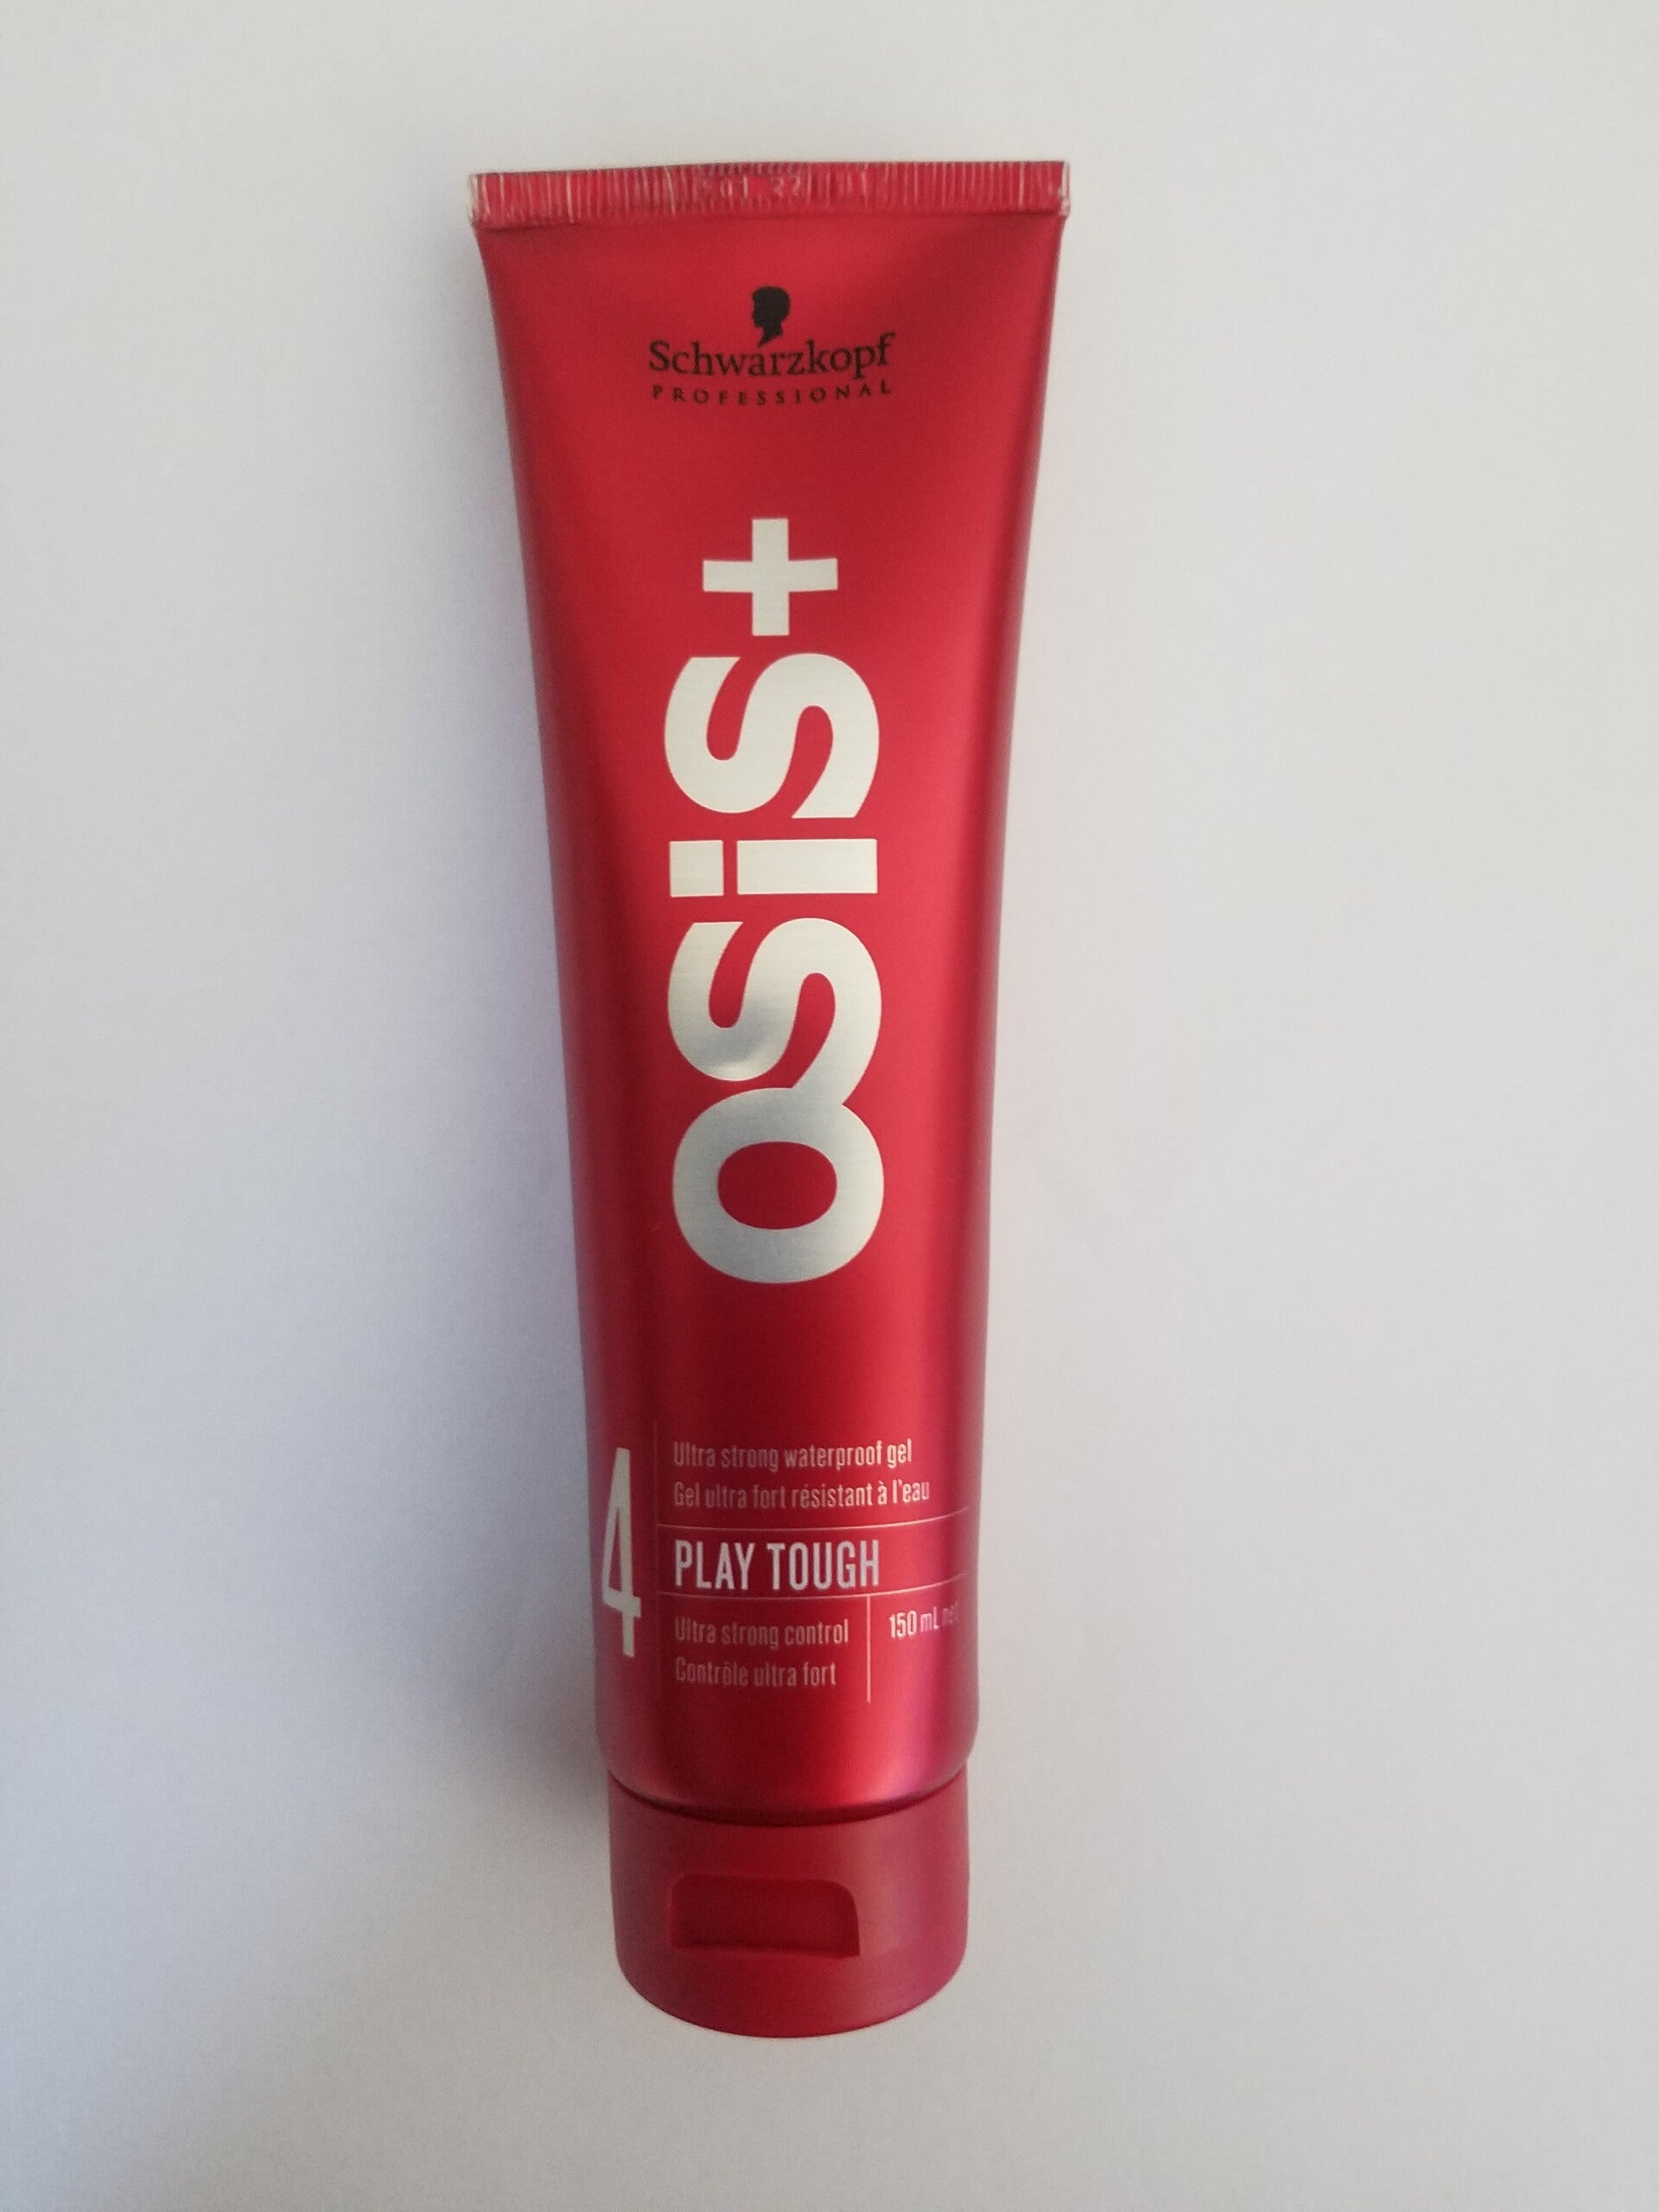 Schwarzkopf
PROFESSIONAL
OSiS+
4
Ultra strong waterproof gel
Gel ultra fort résistant à l'eau
PLAY TOUGH
Ultra strong control
Contrôle ultra fort
150 mL net